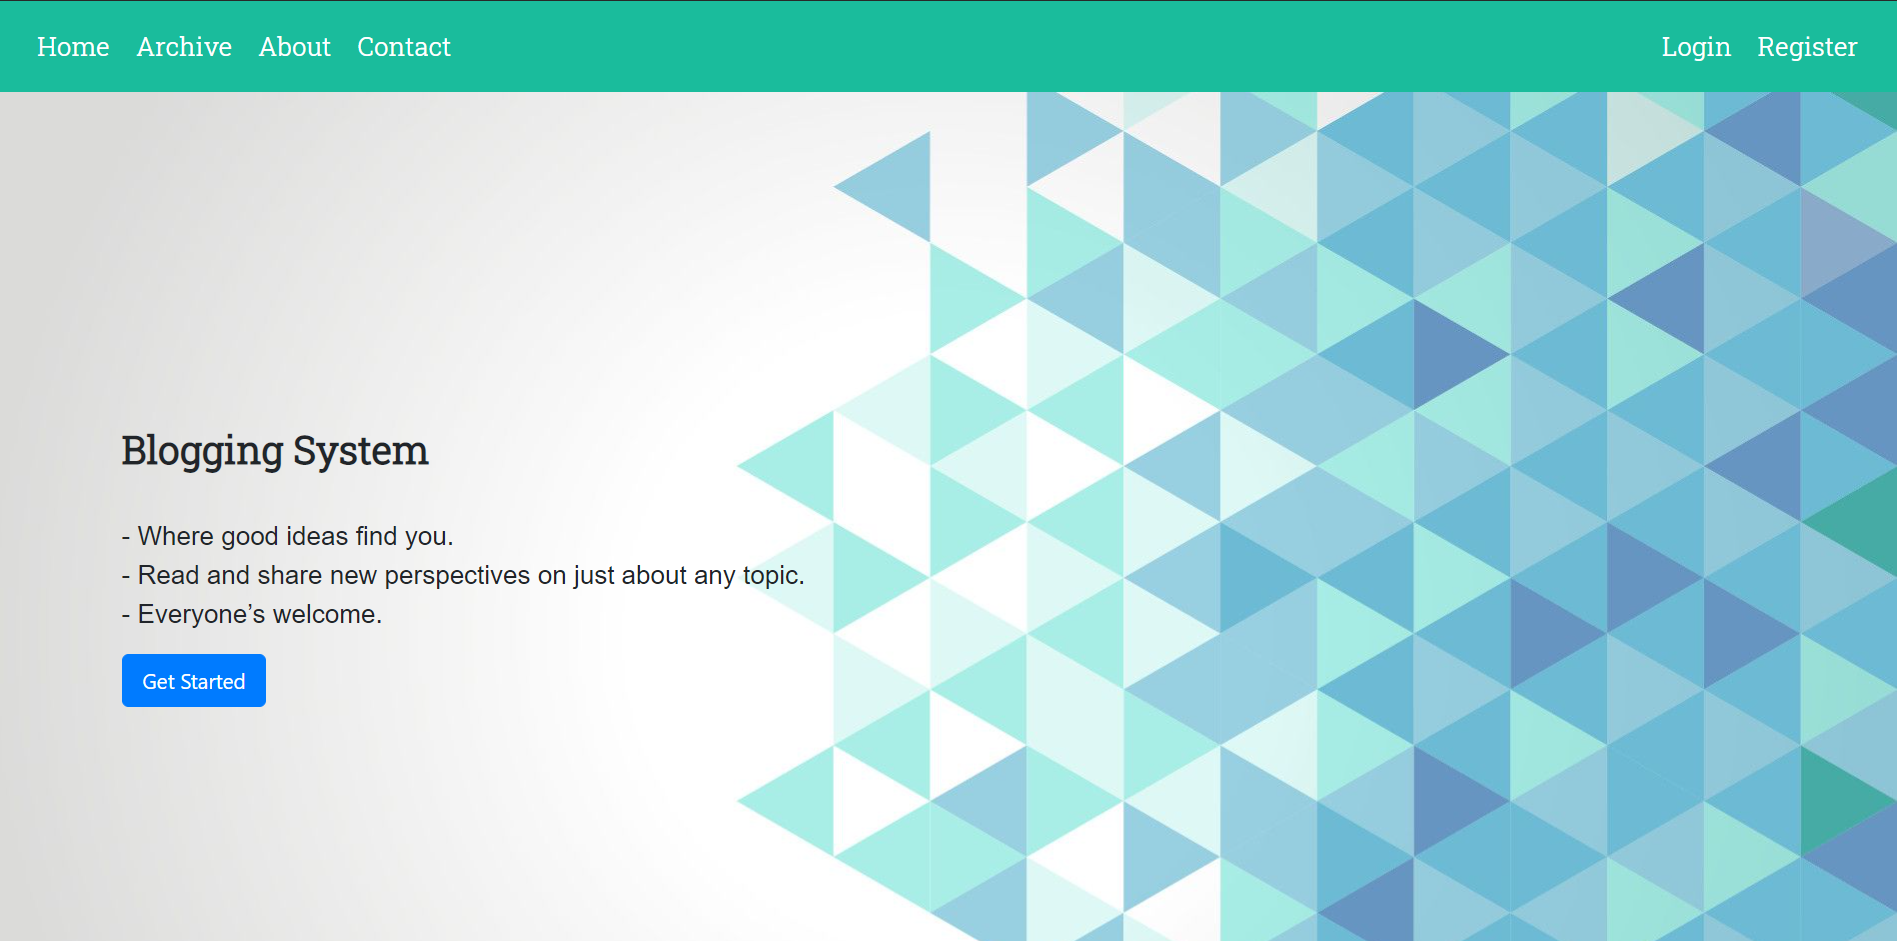 Home Archive About Contact Login Register
Blogging System
- Where good ideas find you.
- Read and share new perspectives on just about any topic.
- Everyone’s welcome.
Get Started